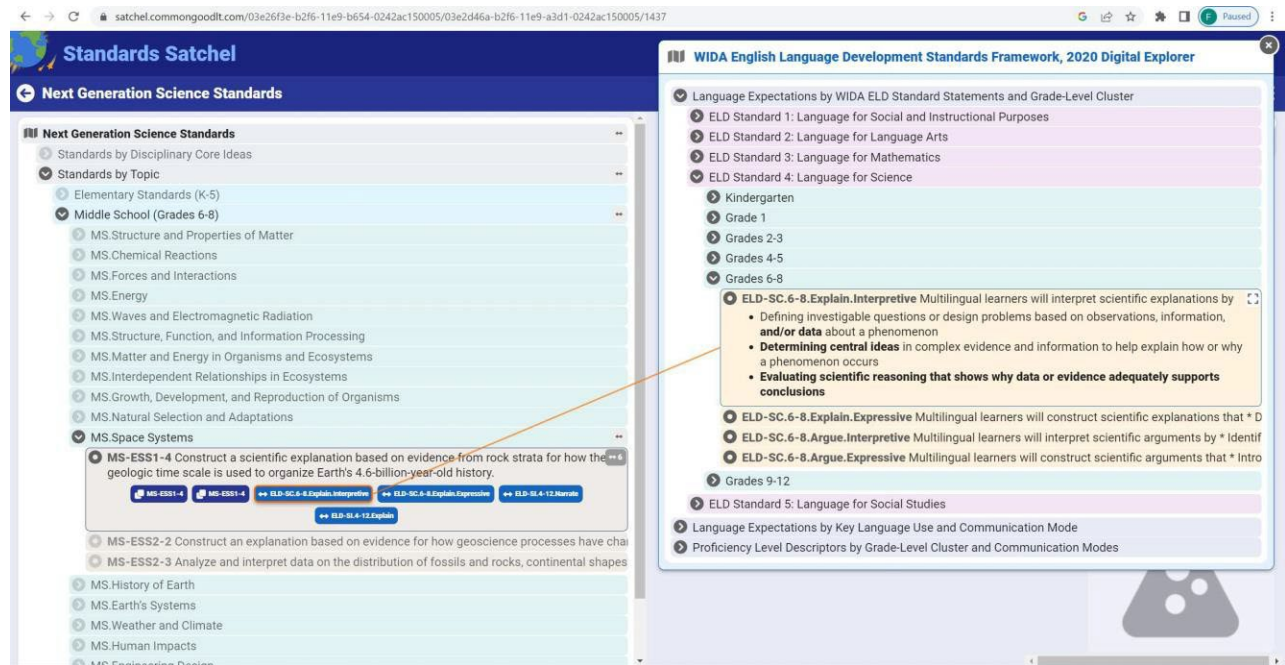 satchel.commongoodlt.com/03e26f3e-b2f6-11e9-b654-0242ac150005/03e2d46a-b2f6-11e9-a3d1-0242ac150005/1437
G
F
Paused
Standards Satchel
Next Generation Science Standards
Next Generation Science Standards
Standards by Disciplinary Core Ideas
Standards by Topic
Elementary Standards (K-5)
Middle School (Grades 6-8)
MS.Structure and Properties of Matter
MS.Chemical Reactions
MS.Forces and Interactions
MS.Energy
MS.Waves and Electromagnetic Radiation
MS.Structure, Function, and Information Processing
MS.Matter and Energy in Organisms and Ecosystems
MS.Interdependent Relationships in Ecosystems
MS.Growth, Development, and Reproduction of Organisms
MS.Natural Selection and Adaptations
MS.Space Systems
MS-ESS1-4 Construct a scientific explanation based on evidence from rock strata for how the
6
geologic time scale is used to organize Earth's 4.6-billion-year-old history.
MS-ESS1-4 MS-ESS1-4 ELD-SC.6-8.Explain.Interpretive ELD-SC.6-8.Explain.Expressive ELD-SI.4-12.Narrate
ELD-SI.4-12.Explain
MS-ESS2-2 Construct an explanation based on evidence for how geoscience processes have
MS-ESS2-3 Analyze and interpret data on the distribution of fossils and rocks, continental shapes
MS.History of Earth
MS.Earth's Systems
MS.Weather and Climate
MS.Human Impacts
MS.Engineering Design
WIDA English Language Development Standards Framework, 2020 Digital Explorer
Language Expectations by WIDA ELD Standard Statements and Grade-Level Cluster
ELD Standard 1: Language for Social and Instructional Purposes
ELD Standard 2: Language for Language Arts
ELD Standard 3: Language for Mathematics
ELD Standard 4: Language for Science
Kindergarten
Grade 1
Grades 2-3
Grades 4-5
Grades 6-8
ELD-SC.6-8.Explain.Interpretive Multilingual learners will interpret scientific explanations by
• Defining investigable questions or design problems based on observations, information,
and/or data about a phenomenon
• Determining central ideas in complex evidence and information to help explain how or why
a phenomenon occurs
• Evaluating scientific reasoning that shows why data or evidence adequately supports
conclusions
ELD-SC.6-8.Explain.Expressive Multilingual learners will construct scientific explanations that * D
ELD-SC.6-8.Argue.Interpretive Multilingual learners will interpret scientific arguments by * Identif
ELD-SC.6-8.Argue.Expressive Multilingual learners will construct scientific arguments that * Intro
Grades 9-12
ELD Standard 5: Language for Social Studies
Language Expectations by Key Language Use and Communication Mode
Proficiency Level Descriptors by Grade-Level Cluster and Communication Modes